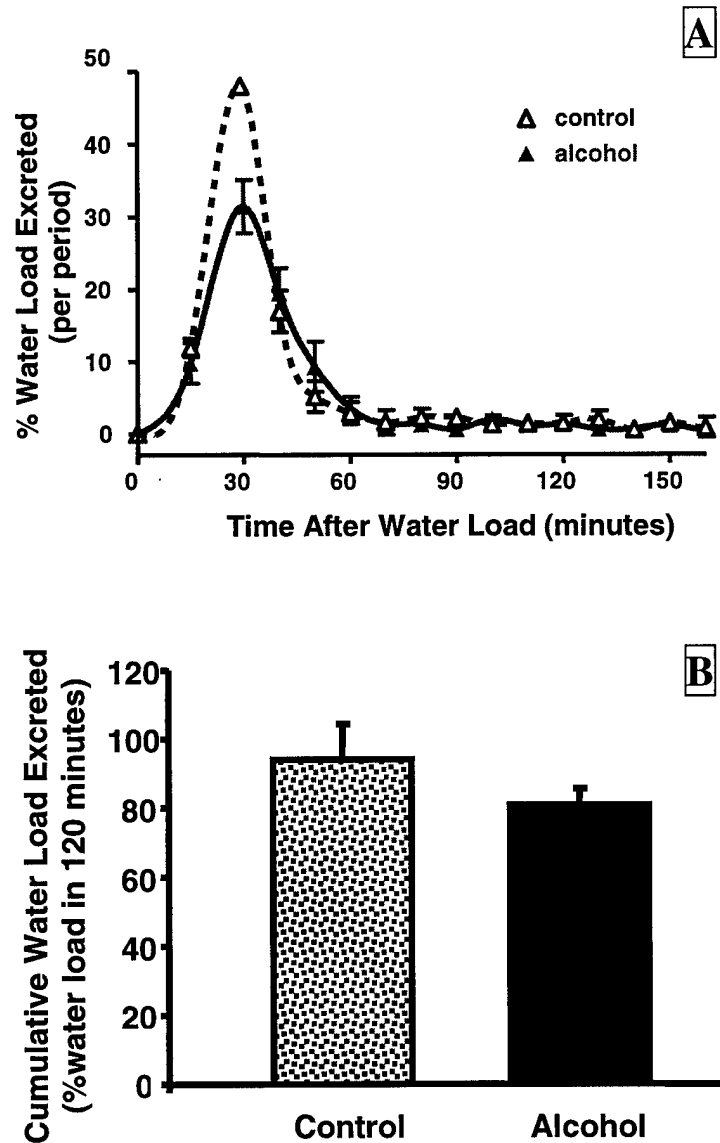 A
% Water Load Excreted
(per period)
50
40
30
20
10
0
control
alcohol
0 30 60 90 120 150
Time After Water Load (minutes)
B
Cumulative Water Load Excreted
(%water load in 120 minutes)
120
100
80
60
40
20
0
Control Alcohol